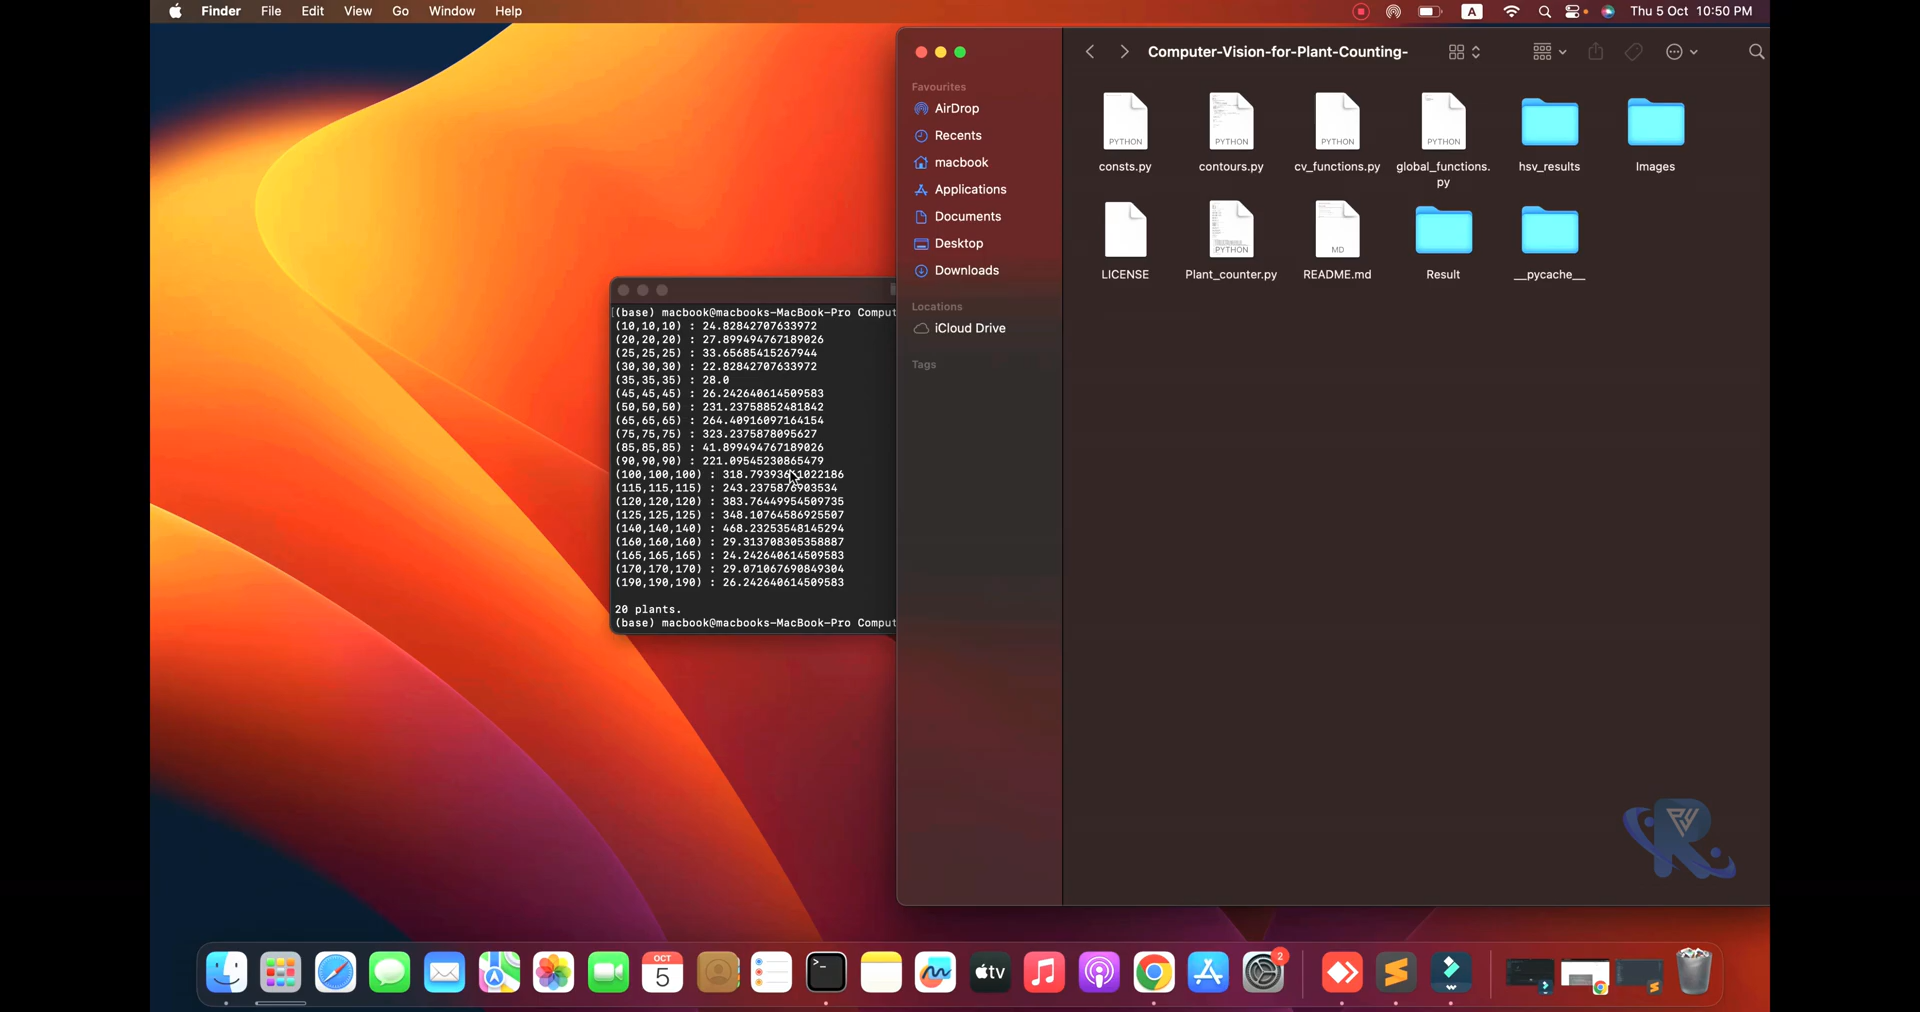 Finder File Edit View Go Window Help
A
Thu 5 Oct 10:50 PM
Computer-Vision-for-Plant-Counting-
Favourites
AirDrop
Recents
macbook
Applications
Documents
Desktop
Downloads
Locations
iCloud Drive
Tags
PYTHON PYTHON PYTHON PYTHON
consts.py contours.py cv_functions.py global_functions.py hsv_results Images
PYTHON MD
LICENSE Plant_counter.py README.md Result __pycache__
[(base) macbook@macbooks-MacBook-Pro Comput
(10,10,10) : 24.82842707633972
(20,20,20) : 27.899494767189026
(25,25,25) : 33.65685415267944
(30,30,30) : 22.82842707633972
(35,35,35) : 28.0
(45,45,45) : 26.242640614509583
(50,50,50) : 231.23758852481842
(65,65,65) : 264.40916097164154
(75,75,75) : 323.2375878095627
(85,85,85) : 41.899494767189026
(90,90,90) : 221.09545230865479
(100,100,100) :
(115,115,115) :
(120,120,120) : 383.76449954509735
(125,125,125) : 348.10764586925507
(140,140,140) : 468.23253548145294
(160,160,160) : 29.313708305358887
(165,165,165) : 24.242640614509583
(170,170,170) : 29.071067690849304
(190,190,190) : 26.242640614509583
20 plants.
(base) macbook@macbooks-MacBook-Pro Comput
OCT
5
>_
tv
2